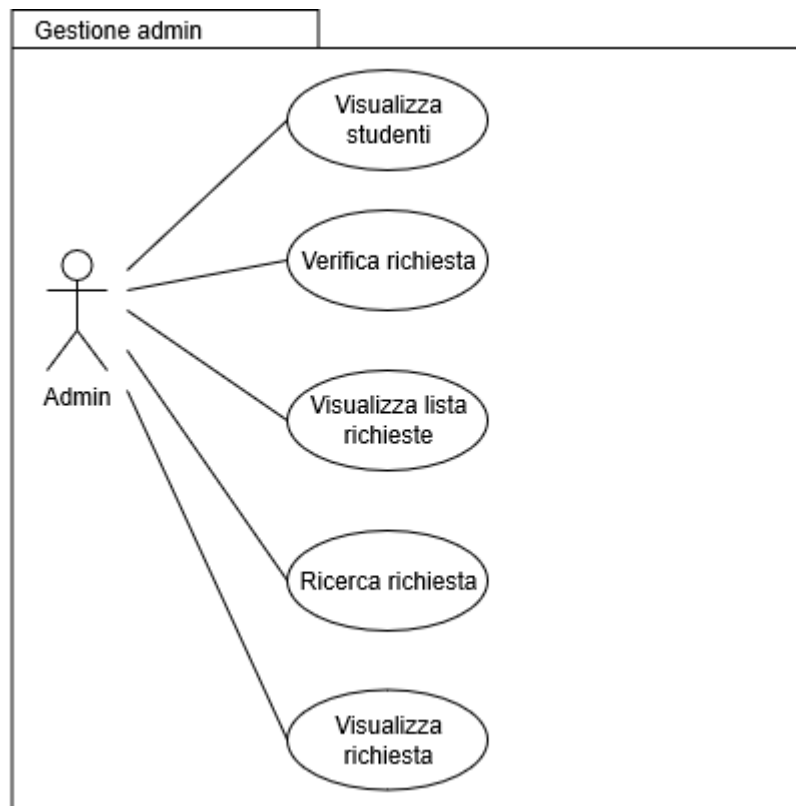 Gestione admin
Visualizza
studenti
Verifica richiesta
Admin
Visualizza lista
richieste
Ricerca richiesta
Visualizza
richiesta